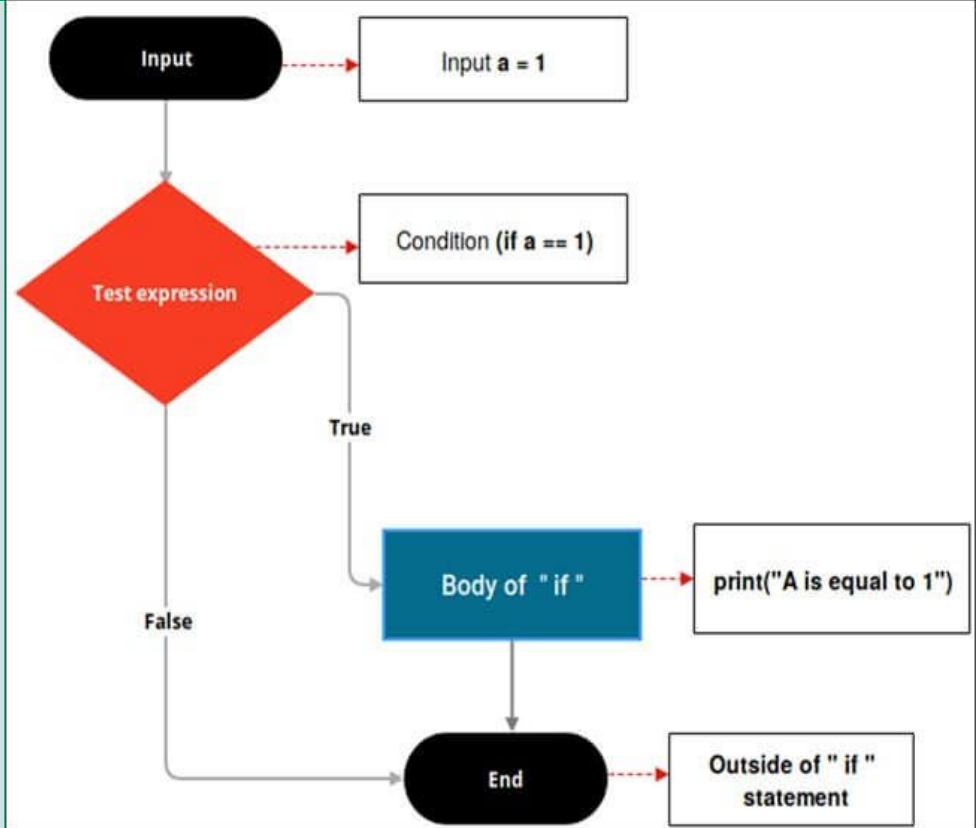 Input
Input a = 1
Condition (if a == 1)
Test expression
True
Body of " if "
print("A is equal to 1")
False
End
Outside of " if "
statement